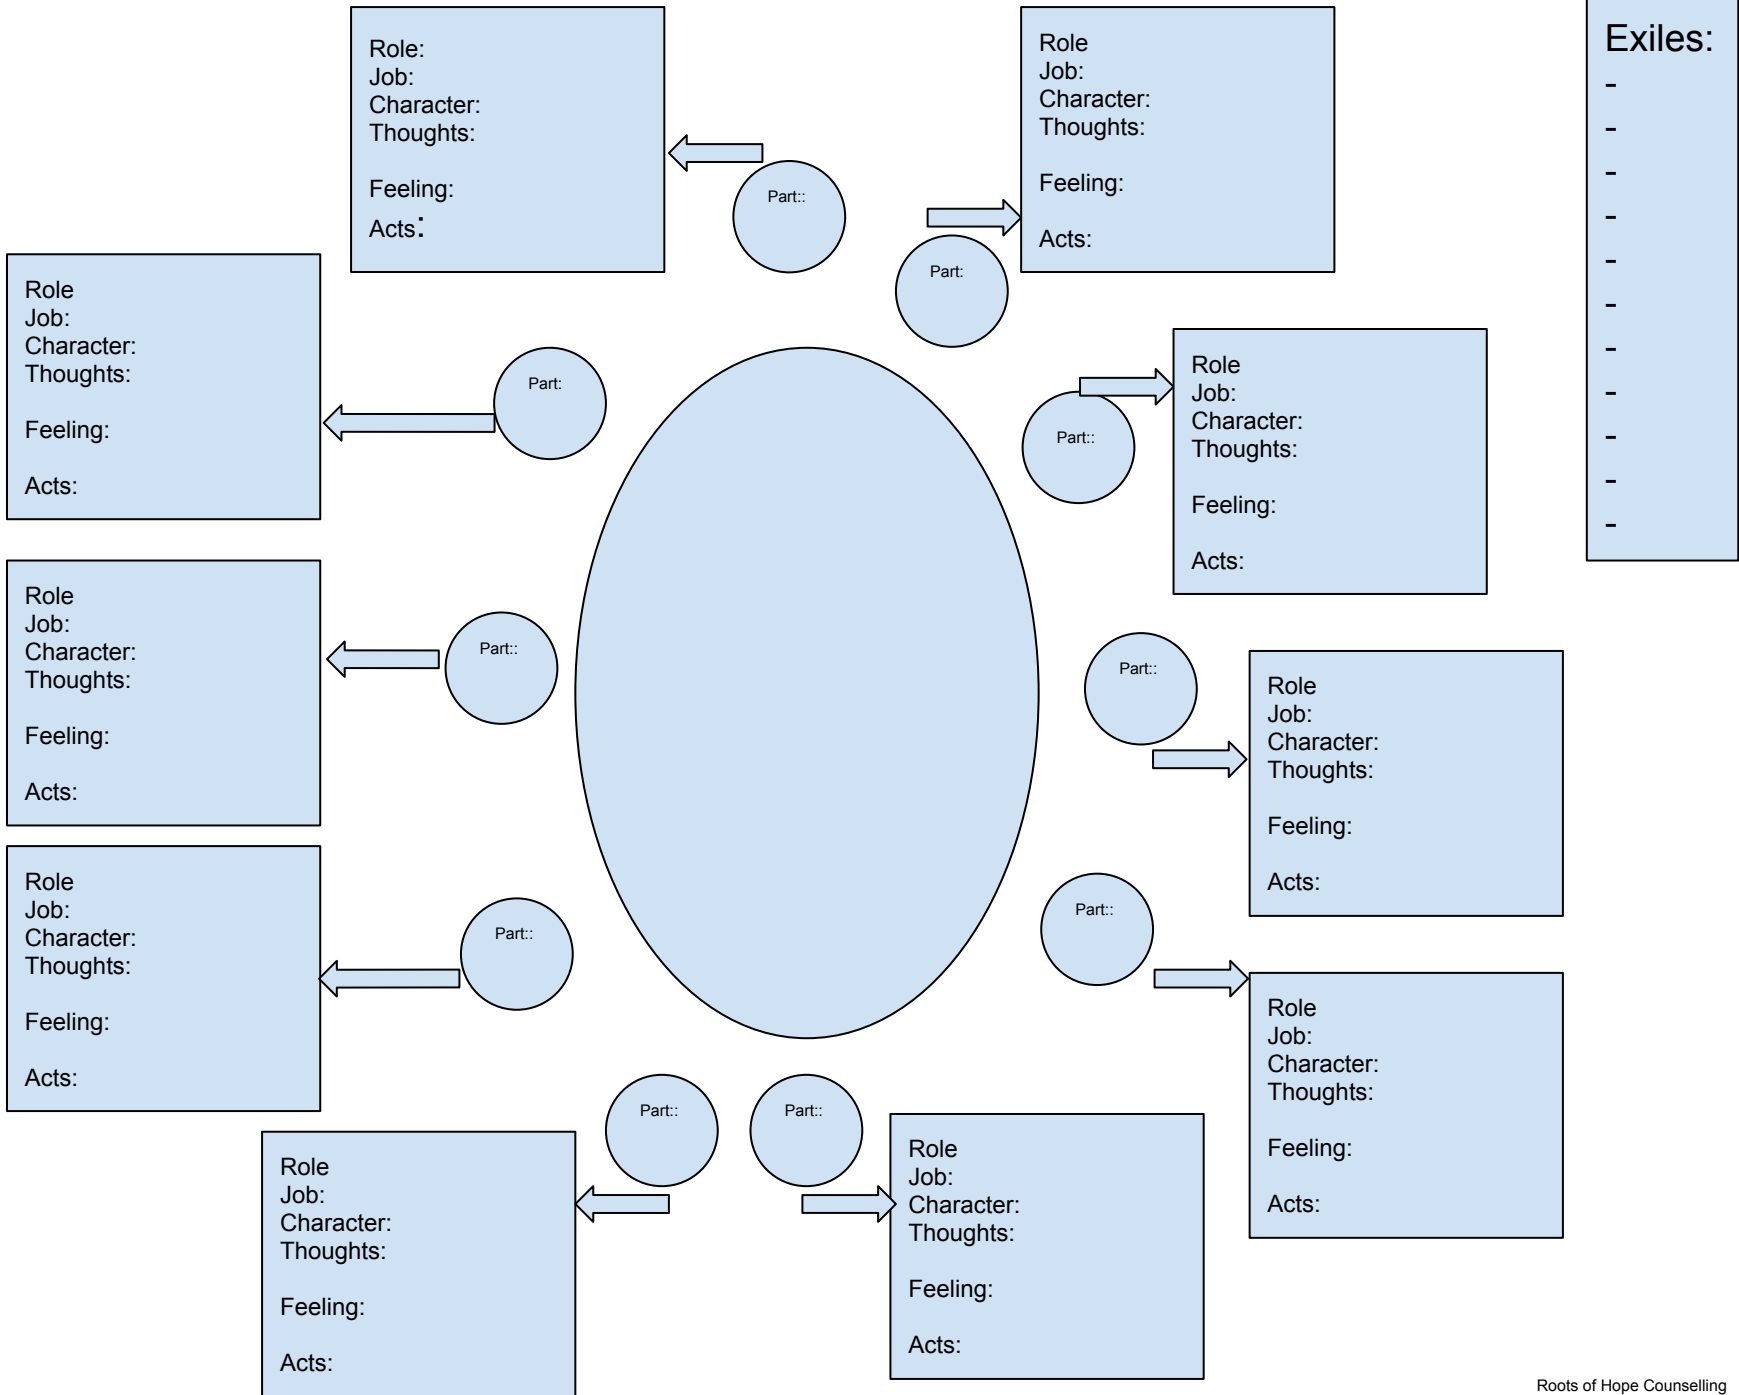 Role:
Job:
Character:
Thoughts:
Feeling:
Acts:
Part::
Role
Job:
Character:
Thoughts:
Feeling:
Acts:
Part:
Exiles:
-
-
-
-
-
-
-
-
-
-
-
Role
Job:
Character:
Thoughts:
Feeling:
Acts:
Part:
Part::
Role
Job:
Character:
Thoughts:
Feeling:
Acts:
Role
Job:
Character:
Thoughts:
Feeling:
Acts:
Part::
Part::
Role
Job:
Character:
Thoughts:
Feeling:
Acts:
Role
Job:
Character:
Thoughts:
Feeling:
Acts:
Part::
Part::
Role
Job:
Character:
Thoughts:
Feeling:
Acts:
Part::
Part::
Role
Job:
Character:
Thoughts:
Feeling:
Acts:
Role
Job:
Character:
Thoughts:
Feeling:
Acts:
Roots of Hope Counselling